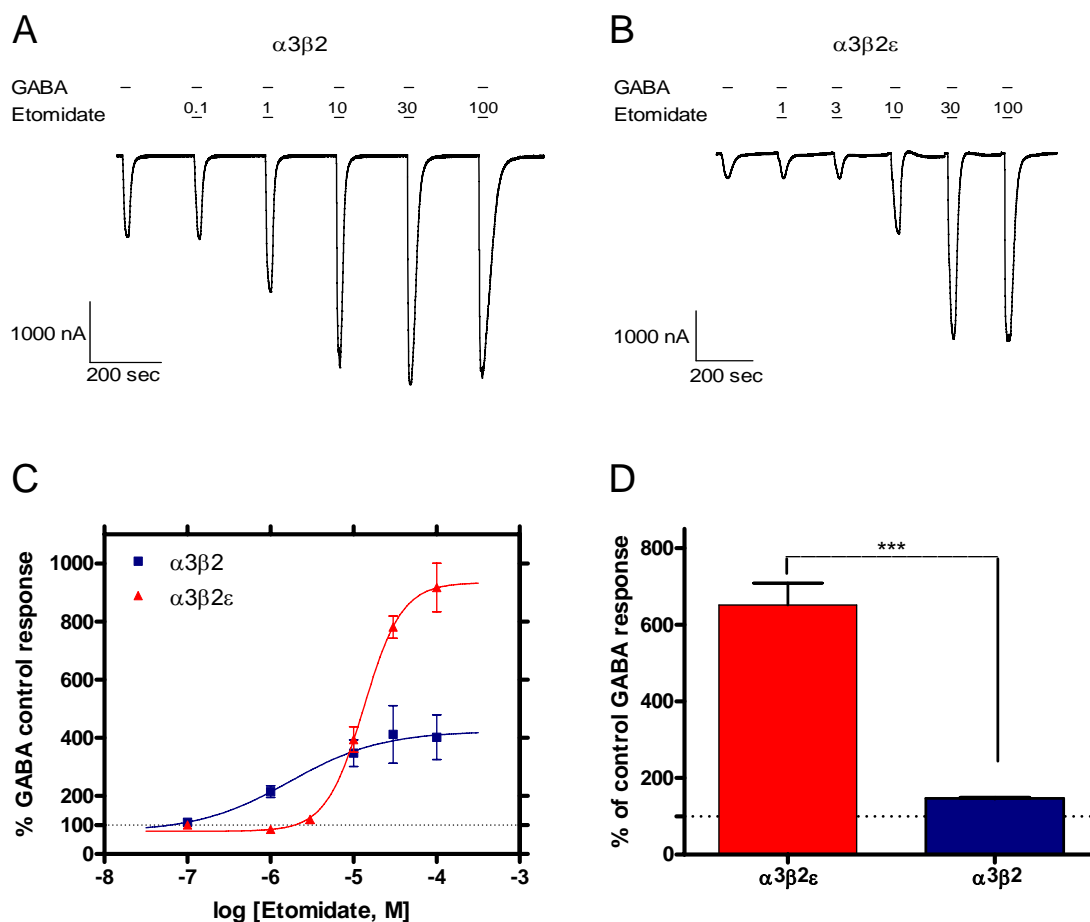 A
α3β2
GABA – – – – – –
Etomidate 0.1 1 10 30 100
1000 nA
200 sec
B
α3β2ε
GABA – – – – – –
Etomidate 1 3 10 30 100
1000 nA
200 sec
C
% GABA control response
1000
800
600
400
200
100
0
α3β2
α3β2ε
-8 -7 -6 -5 -4 -3
log [Etomidate, M]
D
% of control GABA response
800
600
400
200
0
***
α3β2ε α3β2